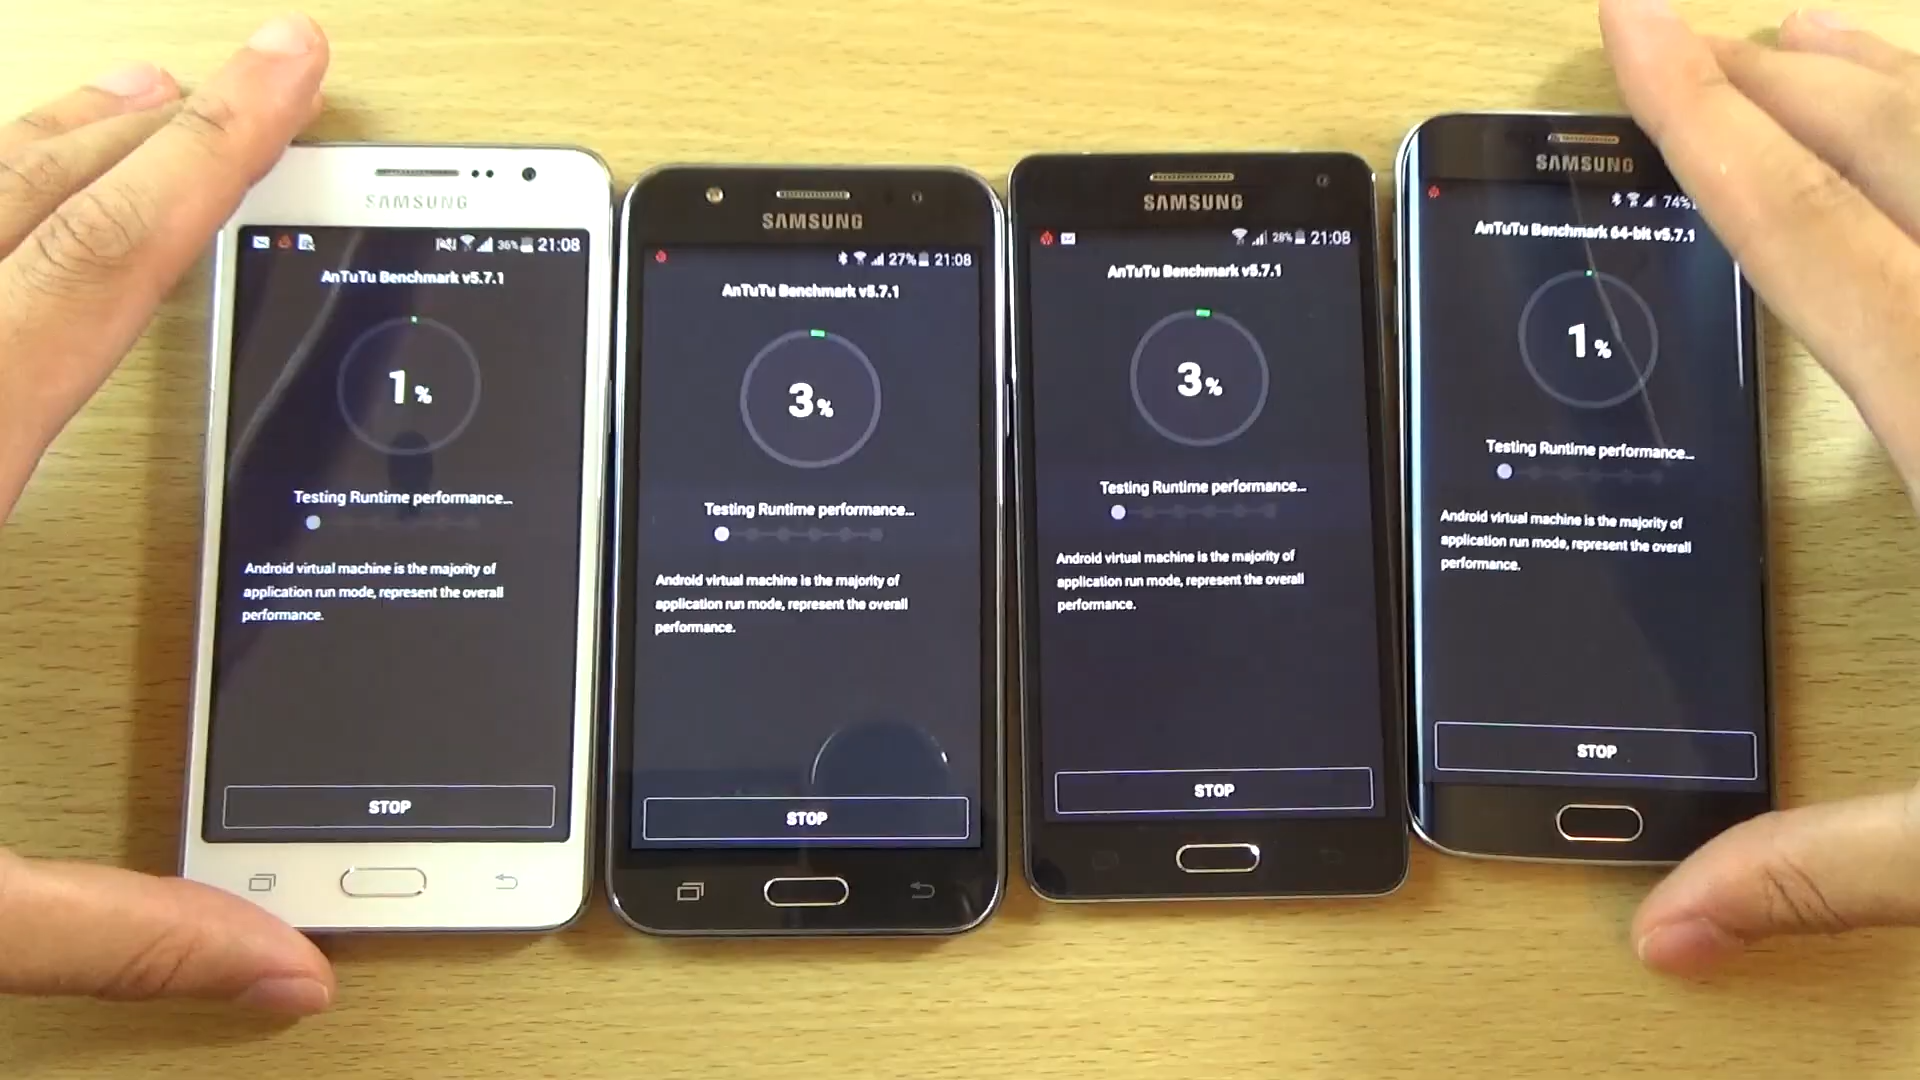 SAMSUNG
36% 21:08
AnTuTu Benchmark v5.7.1
1%
Testing Runtime performance...
Android virtual machine is the majority of
application run mode, represent the overall
performance.
STOP
SAMSUNG
27% 21:08
AnTuTu Benchmark v5.7.1
3%
Testing Runtime performance...
Android virtual machine is the majority of
application run mode, represent the overall
performance.
STOP
SAMSUNG
28% 21:08
AnTuTu Benchmark v5.7.1
3%
Testing Runtime performance...
Android virtual machine is the majority of
application run mode, represent the overall
performance.
STOP
SAMSUNG
74%
AnTuTu Benchmark 64-bit v5.7.1
1%
Testing Runtime performance...
Android virtual machine is the majority of
application run mode, represent the overall
performance.
STOP